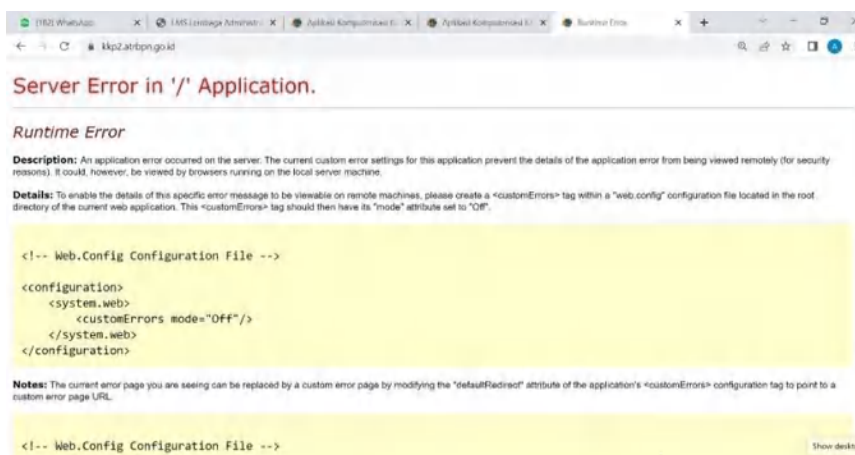 (182) WhatsApp
LMS Lembaga Administr
Aplikasi Komputerisasi K
Aplikasi Komputerisasi K
Runtime Error
kkp2.atrbpn.go.id
Server Error in '/' Application.
Runtime Error
Description: An application error occurred on the server. The current custom error settings for this application prevent the details of the application error from being viewed remotely (for security
reasons). It could, however, be viewed by browsers running on the local server machine.
Details: To enable the details of this specific error message to be viewable on remote machines, please create a <customErrors> tag within a "web.config" configuration file located in the root
directory of the current web application. This <customErrors> tag should then have its "mode" attribute set to "Off".
<!-- Web.Config Configuration File -->
<configuration>
<system.web>
<customErrors mode="Off"/>
</system.web>
</configuration>
Notes: The current error page you are seeing can be replaced by a custom error page by modifying the "defaultRedirect" attribute of the application's <customErrors> configuration tag to point to a
custom error page URL.
<!-- Web.Config Configuration File -->
Show deskt